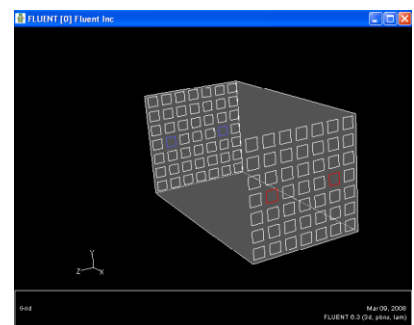 FLUENT [0] Fluent Inc
Y
Z
X
Grid
Mar 09, 2008
FLUENT 6.3 (3d, pbns, lam)